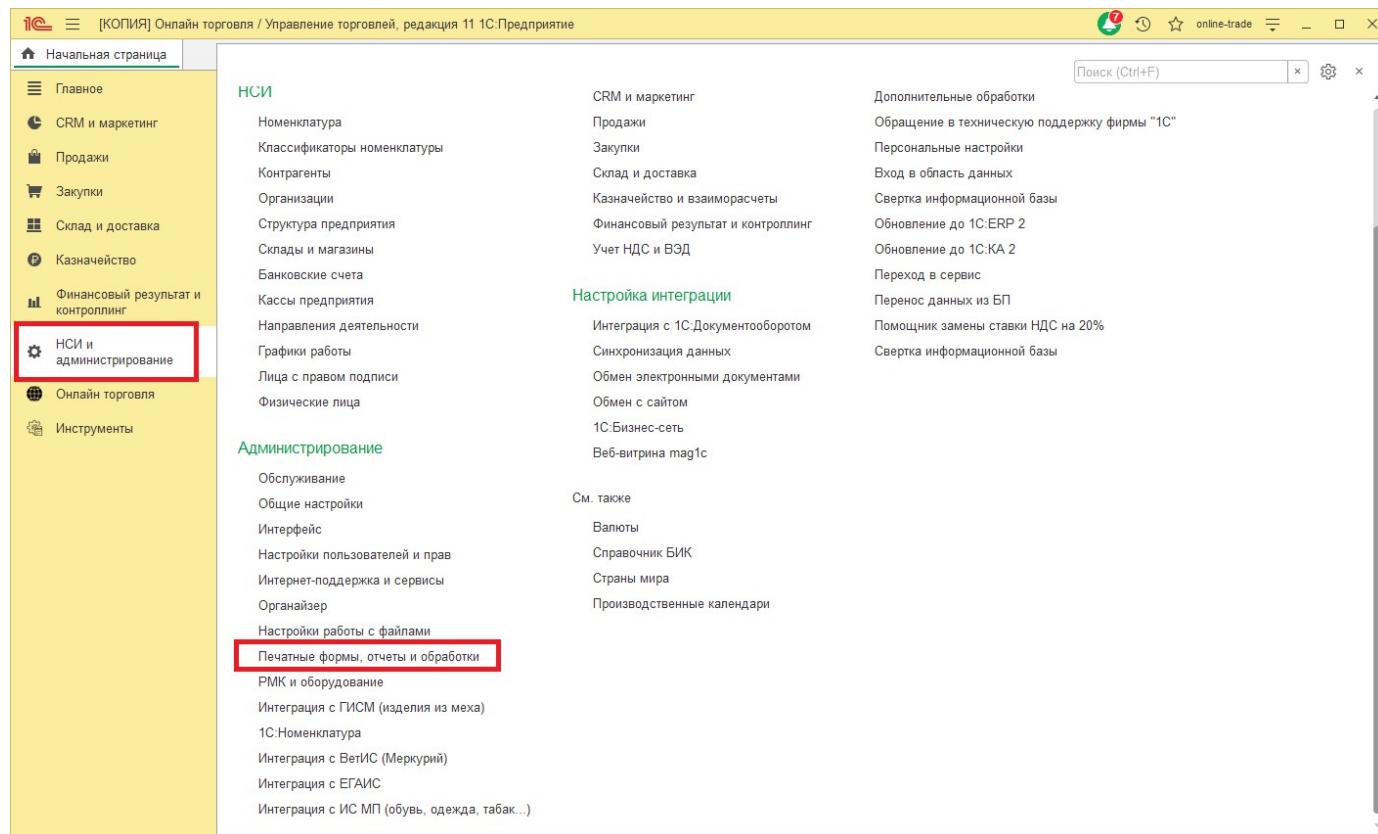 1С [КОПИЯ] Онлайн торговля / Управление торговлей, редакция 11 1С:Предприятие 7 online-trade
Начальная страница
Поиск (Ctrl+F)
Главное
CRM и маркетинг
Продажи
Закупки
Склад и доставка
Казначейство
Финансовый результат и
контроллинг
НСИ и
администрирование
Онлайн торговля
Инструменты
НСИ
Номенклатура
Классификаторы номенклатуры
Контрагенты
Организации
Структура предприятия
Склады и магазины
Банковские счета
Кассы предприятия
Направления деятельности
Графики работы
Лица с правом подписи
Физические лица
Администрирование
Обслуживание
Общие настройки
Интерфейс
Настройки пользователей и прав
Интернет-поддержка и сервисы
Органайзер
Настройки работы с файлами
Печатные формы, отчеты и обработки
РМК и оборудование
Интеграция с ГИСМ (изделия из меха)
1С:Номенклатура
Интеграция с ВетИС (Меркурий)
Интеграция с ЕГАИС
Интеграция с ИС МП (обувь, одежда, табак...)
CRM и маркетинг
Продажи
Закупки
Склад и доставка
Казначейство и взаиморасчеты
Финансовый результат и контроллинг
Учет НДС и ВЭД
Настройка интеграции
Интеграция с 1С:Документооборотом
Синхронизация данных
Обмен электронными документами
Обмен с сайтом
1С:Бизнес-сеть
Веб-витрина mag1c
См. также
Валюты
Справочник БИК
Страны мира
Производственные календари
Дополнительные обработки
Обращение в техническую поддержку фирмы "1С"
Персональные настройки
Вход в область данных
Свертка информационной базы
Обновление до 1С:ERP 2
Обновление до 1С:КА 2
Переход в сервис
Перенос данных из БП
Помощник замены ставки НДС на 20%
Свертка информационной базы